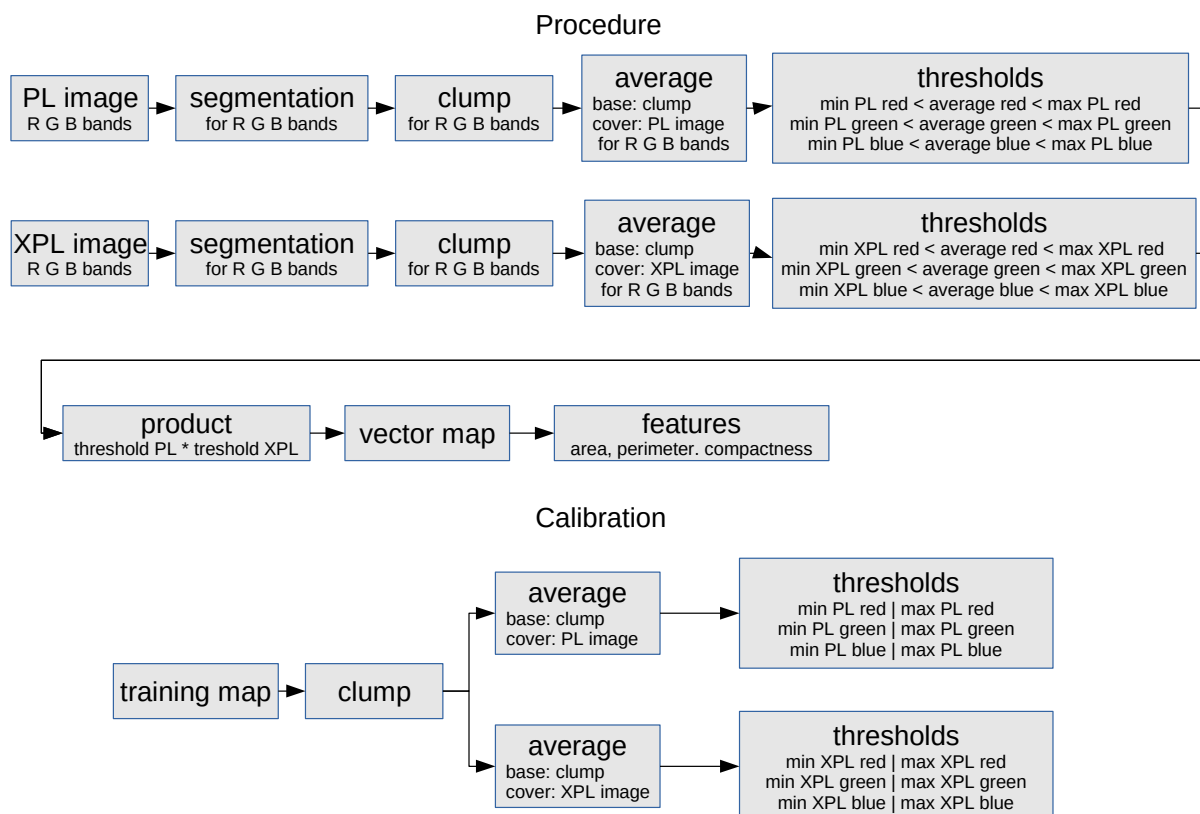 Procedure
PL image
R G B bands
segmentation
for R G B bands
clump
for R G B bands
average
base: clump
cover: PL image
for R G B bands
thresholds
min PL red < average red < max PL red
min PL green < average green < max PL green
min PL blue < average blue < max PL blue
XPL image
R G B bands
segmentation
for R G B bands
clump
for R G B bands
average
base: clump
cover: XPL image
for R G B bands
thresholds
min XPL red < average red < max XPL red
min XPL green < average green < max XPL green
min XPL blue < average blue < max XPL blue
product
threshold PL * treshold XPL
vector map
features
area, perimeter. compactness
Calibration
training map
clump
average
base: clump
cover: PL image
thresholds
min PL red | max PL red
min PL green | max PL green
min PL blue | max PL blue
average
base: clump
cover: XPL image
thresholds
min XPL red | max XPL red
min XPL green | max XPL green
min XPL blue | max XPL blue